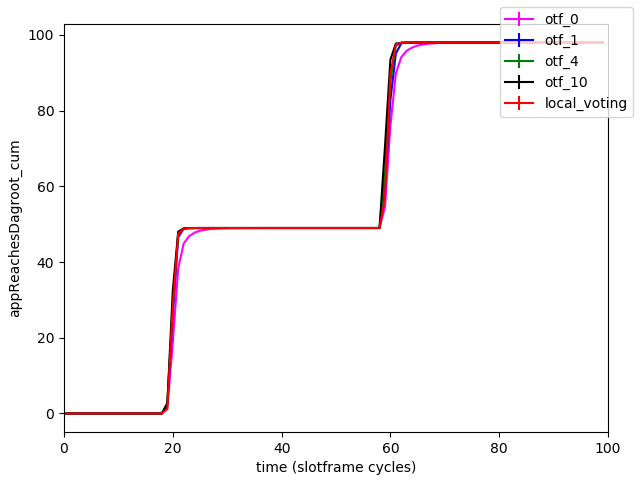 otf_0
otf_1
otf_4
otf_10
local_voting
100
80
60
40
20
0
appReachesDagroot_cum
0 20 40 60 80 100
time (slotframe cycles)